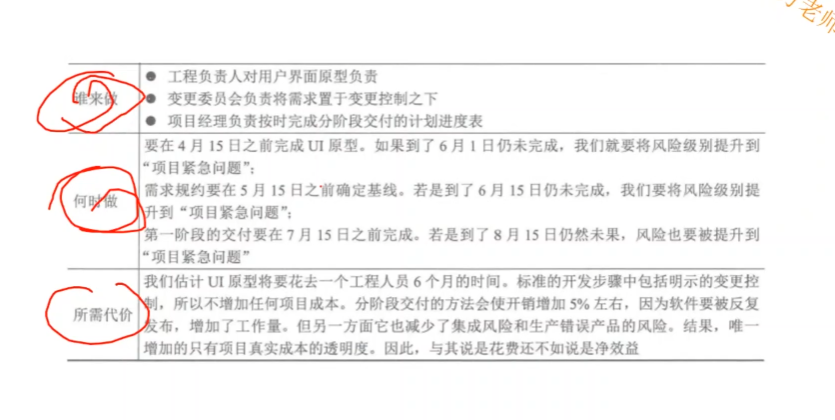 老师
谁来做
● 工程负责人对用户界面原型负责
● 变更委员会负责将需求置于变更控制之下
● 项目经理负责按时完成分阶段交付的计划进度表
何时做
要在 4 月 15 日之前完成 UI 原型。如果到了 6 月 1 日仍未完成，我们就要将风险级别提升到
“项目紧急问题”；
需求规约要在 5 月 15 日之前确定基线。若是到了 6 月 15 日仍未完成，我们要将风险级别提
升到“项目紧急问题”；
第一阶段的交付要在 7 月 15 日之前完成。若是到了 8 月 15 日仍然未果，风险也要被提升到
“项目紧急问题”
所需代价
我们估计 UI 原型将要花去一个工程人员 6 个月的时间。标准的开发步骤中包括明示的变更控
制，所以不增加任何项目成本。分阶段交付的方法会使开销增加 5% 左右，因为软件要被反复
发布，增加了工作量。但另一方面它也减少了集成风险和生产错误产品的风险。结果，唯一
增加的只有项目真实成本的透明度。因此，与其说是花费还不如说是净效益